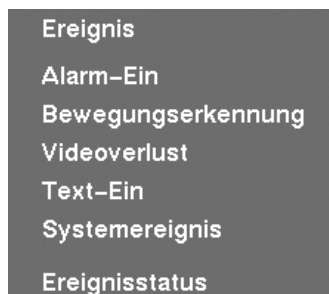 Ereignis
Alarm-Ein
Bewegungserkennung
Videoverlust
Text-Ein
Systemereignis
Ereignisstatus